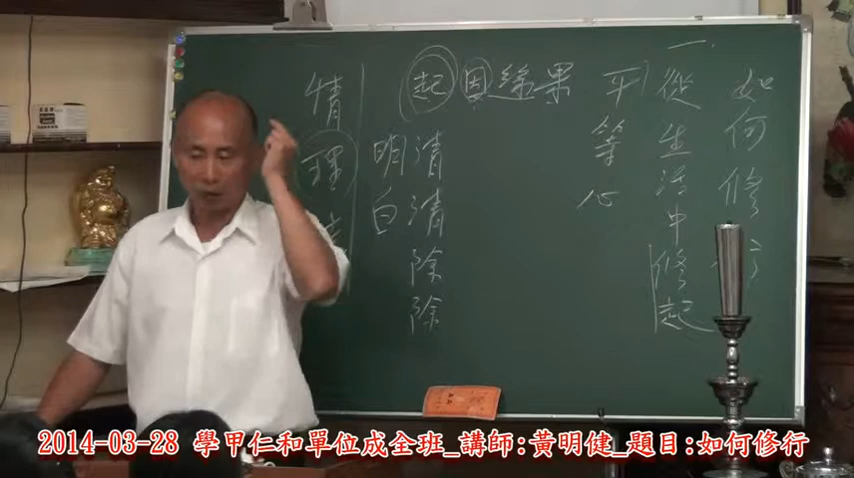 如何修行
一.
從生活中修起
平等心
起因緣果
清清除除
明白
情理
2014-03-28 學甲仁和單位成全班_講師:黃明健_題目:如何修行